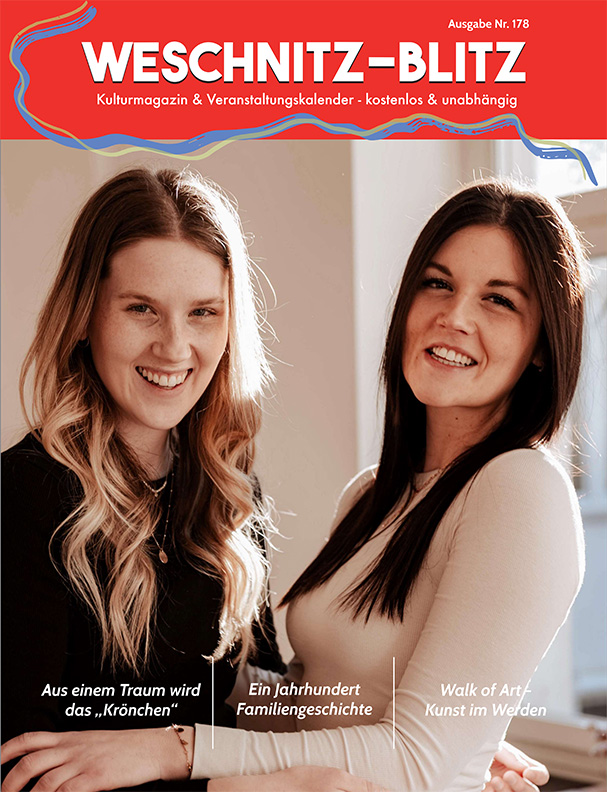 Ausgabe Nr. 178
WESCHNITZ-BLITZ
Kulturmagazin & Veranstaltungskalender - kostenlos & unabhängig
Aus einem Traum wird
das „Krönchen“
Ein Jahrhundert
Familiengeschichte
Walk of Art -
Kunst im Werden